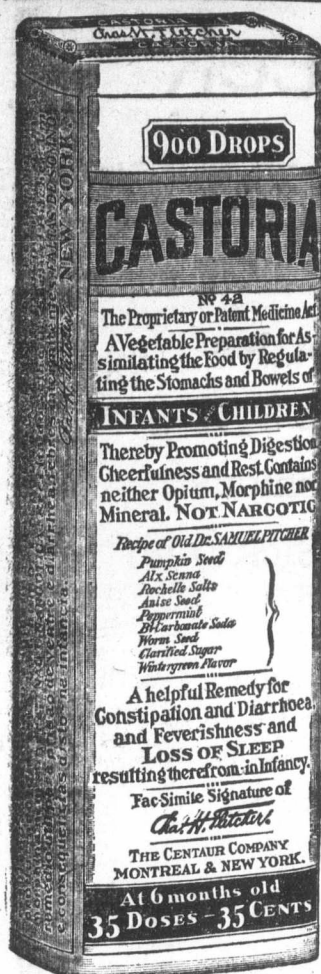 CASTORIA
Chas. H. Fletcher
CASTORIA
NEW YORK
900 DROPS
CASTORIA
Nº 42
The Proprietary or Patent Medicine Act
A Vegetable Preparation for As-
similating the Food by Regula-
ting the Stomachs and Bowels of
INFANTS CHILDREN
Thereby Promoting Digestion
Cheerfulness and Rest. Contains
neither Opium, Morphine nor
Mineral. NOT NARCOTIC
Recipe of Old Dr. SAMUEL PITCHER
Pumpkin Seed
Alx Senna
Rochelle Salts
Anise Seed
Peppermint
Bi Carbonate Soda
Worm Seed
Clarified Sugar
Wintergreen Flavor
A helpful Remedy for
Constipation and Diarrhoea,
and Feverishness and
LOSS OF SLEEP
resulting therefrom in Infancy.
Fac-Simile Signature of
Chas. H. Fletcher.
THE CENTAUR COMPANY
MONTREAL & NEW YORK.
At 6 months old
35 DOSES – 35 CENTS